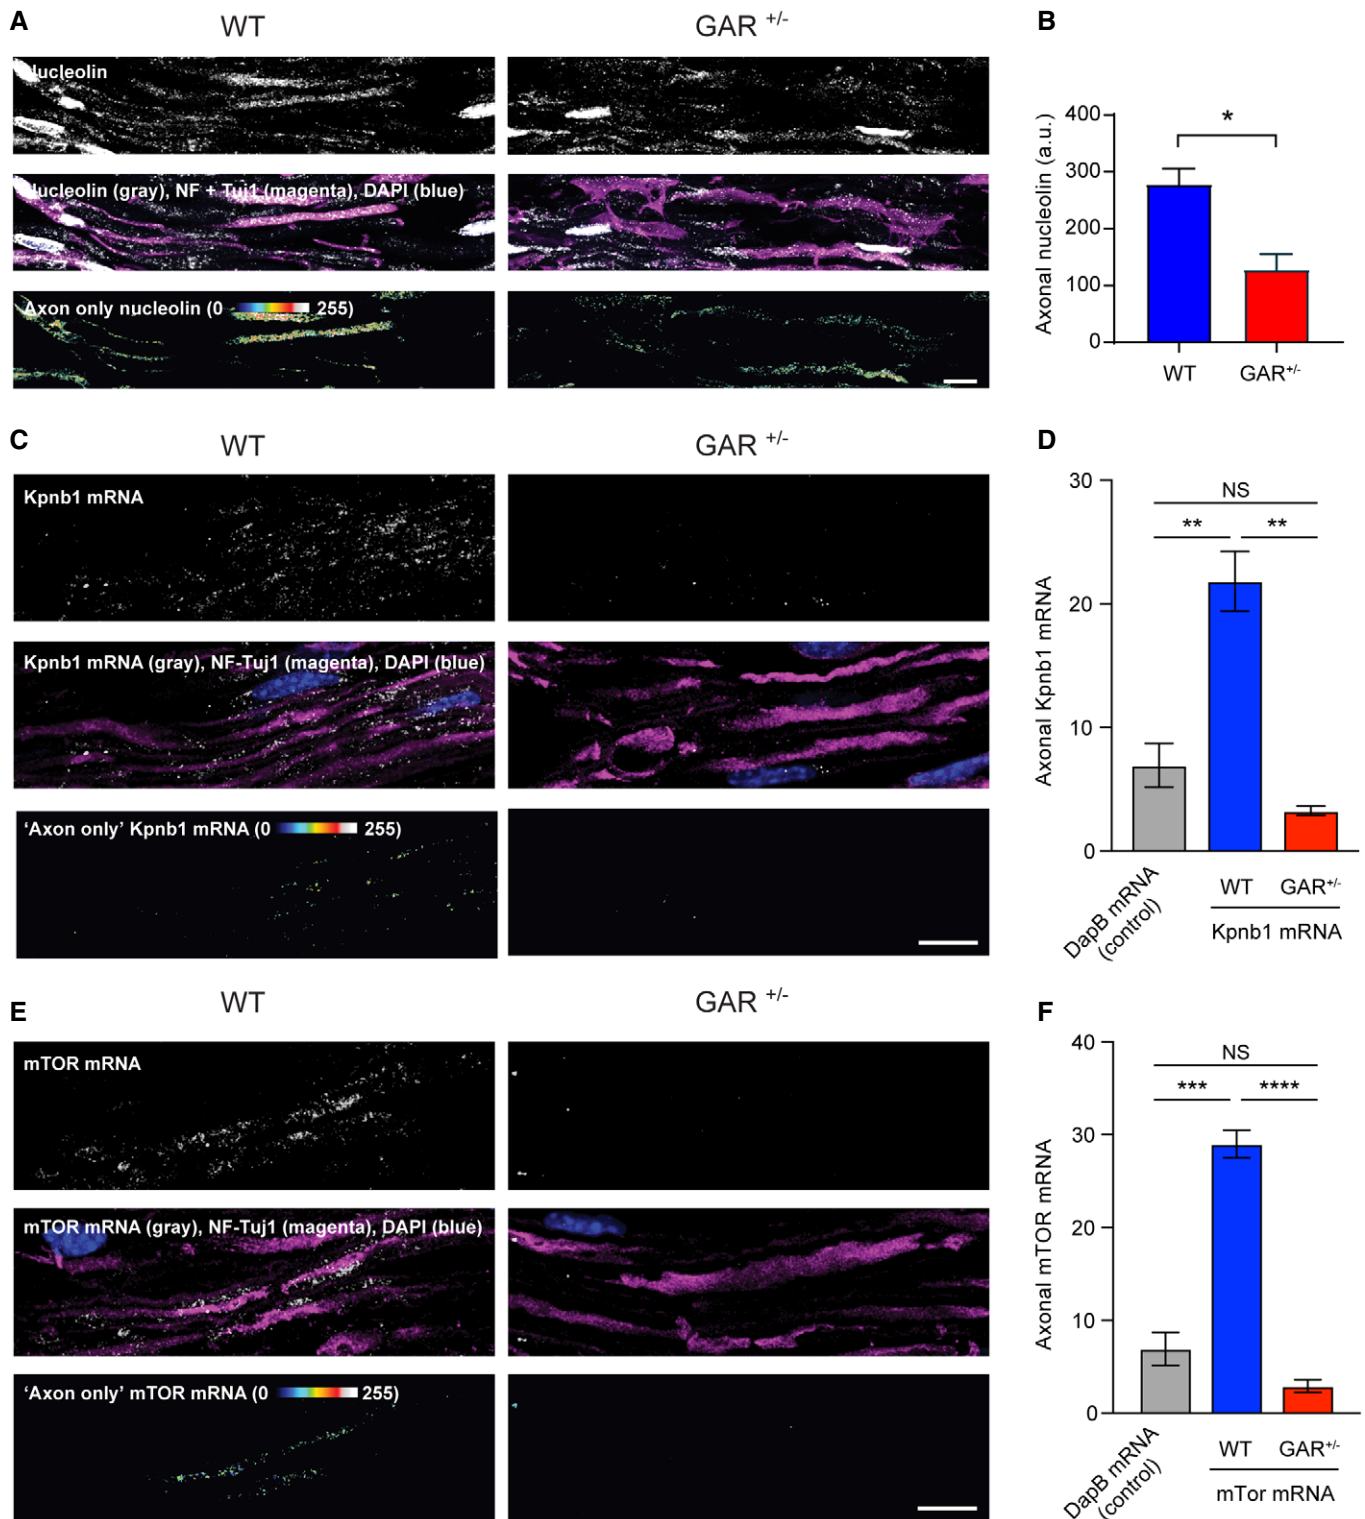 A
WT
GAR +/-
Nucleolin
Nucleolin (gray), NF + Tuj1 (magenta), DAPI (blue)
Axon only nucleolin (0 255)
B
Axonal nucleolin (a.u.)
400
300
200
100
0
*
WT
GAR+/-
C
WT
GAR +/-
Kpnb1 mRNA
Kpnb1 mRNA (gray), NF-Tuj1 (magenta), DAPI (blue)
‘Axon only’ Kpnb1 mRNA (0 255)
D
Axonal Kpnb1 mRNA
30
20
10
0
NS
** **
DapB mRNA
(control)
WT
GAR+/-
Kpnb1 mRNA
E
WT
GAR +/-
mTOR mRNA
mTOR mRNA (gray), NF-Tuj1 (magenta), DAPI (blue)
‘Axon only’ mTOR mRNA (0 255)
F
Axonal mTOR mRNA
40
30
20
10
0
NS
*** ****
DapB mRNA
(control)
WT
GAR+/-
mTor mRNA